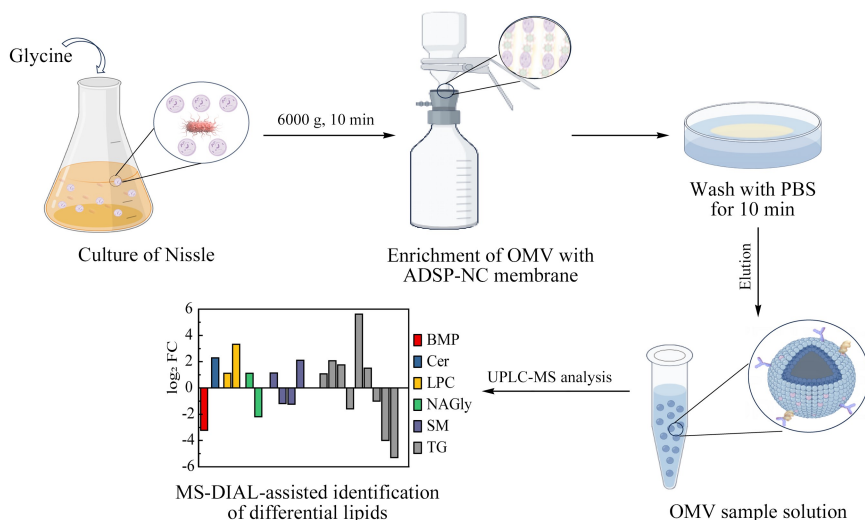 Glycine
6000 g, 10 min
Culture of Nissle
Enrichment of OMV with
ADSP-NC membrane
Wash with PBS
for 10 min
Elution
OMV sample solution
UPLC-MS analysis
log₂ FC
6
4
2
0
-2
-4
-6
BMP
Cer
LPC
NAGly
SM
TG
MS-DIAL-assisted identification
of differential lipids